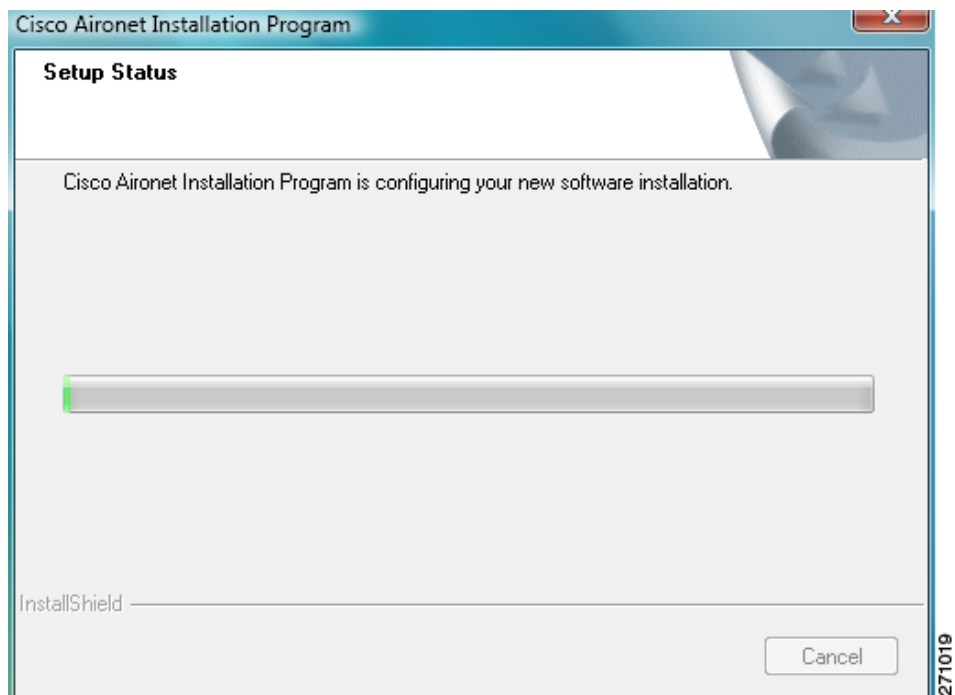 Cisco Aironet Installation Program
Setup Status
Cisco Aironet Installation Program is configuring your new software installation.
InstallShield
Cancel
271019